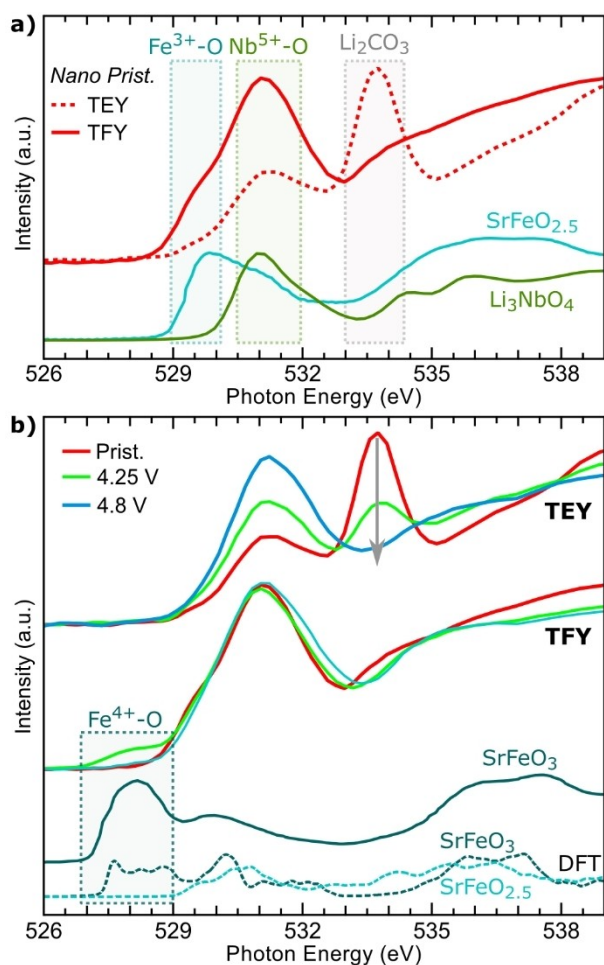 a)
Fe³⁺-O Nb⁵⁺-O Li₂CO₃
Nano Prist.
TEY
TFY
SrFeO₂.₅
Li₃NbO₄
Intensity (a.u.)
526 529 532 535 538
Photon Energy (eV)
b)
Prist.
4.25 V
4.8 V
TEY
TFY
Fe⁴⁺-O
SrFeO₃
SrFeO₃
DFT
SrFeO₂.₅
Intensity (a.u.)
526 529 532 535 538
Photon Energy (eV)